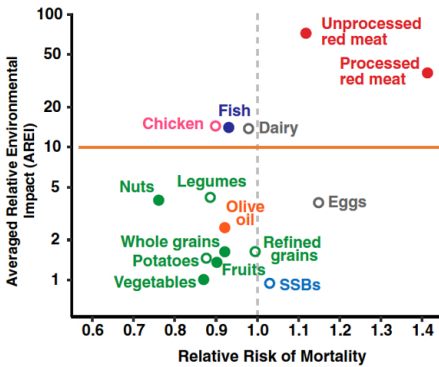 Averaged Relative Environmental
Impact (AREI)
100
50
20
10
5
2
1
Unprocessed
red meat
Processed
red meat
Fish
Chicken
Dairy
Nuts
Legumes
Eggs
Olive
oil
Whole grains
Refined
grains
Potatoes
Fruits
Vegetables
SSBs
0.6 0.7 0.8 0.9 1.0 1.1 1.2 1.3 1.4
Relative Risk of Mortality